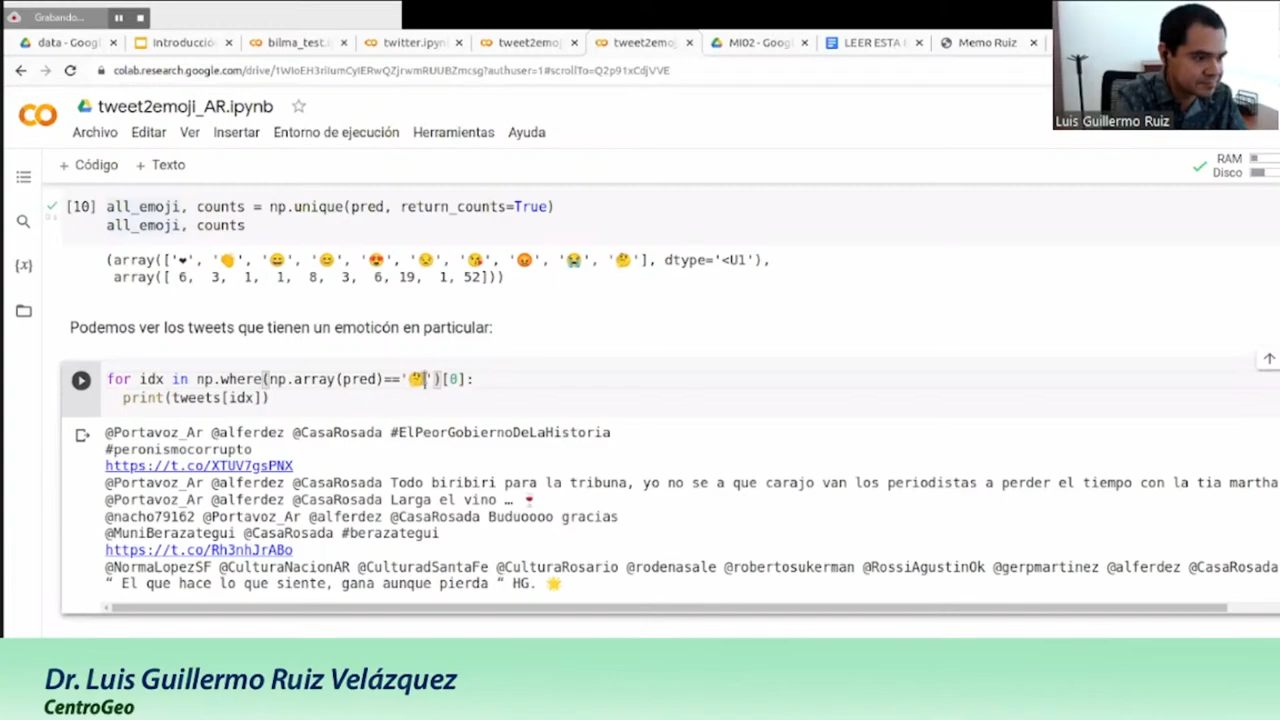 Grabando...
data - Googl
Introducció
bilma_test.i
twitter.ipyn
tweet2emo
tweet2emo
MI02 - Goog
LEER ESTA
Memo Ruiz
colab.research.google.com/drive/1WIoEH3riIumCyIERwQZjrwmRUUBZmcsg?authuser=1#scrollTo=Q2p91xCdjVVE
Luis Guillermo Ruiz
tweet2emoji_AR.ipynb
Archivo Editar Ver Insertar Entorno de ejecución Herramientas Ayuda
+ Código + Texto
RAM
Disco
[10] all_emoji, counts = np.unique(pred, return_counts=True)
all_emoji, counts
(array(['❤', '👏', '😄', '😊', '😍', '😒', '😘', '😡', '😭', '🤔'], dtype='<U1'),
array([ 6, 3, 1, 1, 8, 3, 6, 19, 1, 52]))
Podemos ver los tweets que tienen un emoticón en particular:
for idx in np.where(np.array(pred)=='🤔')[0]:
print(tweets[idx])
@Portavoz_Ar @alferdez @CasaRosada #ElPeorGobiernoDeLaHistoria
#peronismocorrupto
https://t.co/XTUV7gsPNX
@Portavoz_Ar @alferdez @CasaRosada Todo biribiri para la tribuna, yo no se a que carajo van los periodistas a perder el tiempo con la tia martha
@Portavoz_Ar @alferdez @CasaRosada Larga el vino … 🍷
@nacho79162 @Portavoz_Ar @alferdez @CasaRosada Buduoooo gracias
@MuniBerazategui @CasaRosada #berazategui
https://t.co/Rh3nhJrABo
@NormaLopezSF @CulturaNacionAR @CulturadSantaFe @CulturaRosario @rodenasale @robertosukerman @RossiAgustinOk @gerpmartinez @alferdez @CasaRosada
“ El que hace lo que siente, gana aunque pierda “ HG. 🌟
Dr. Luis Guillermo Ruiz Velázquez
CentroGeo